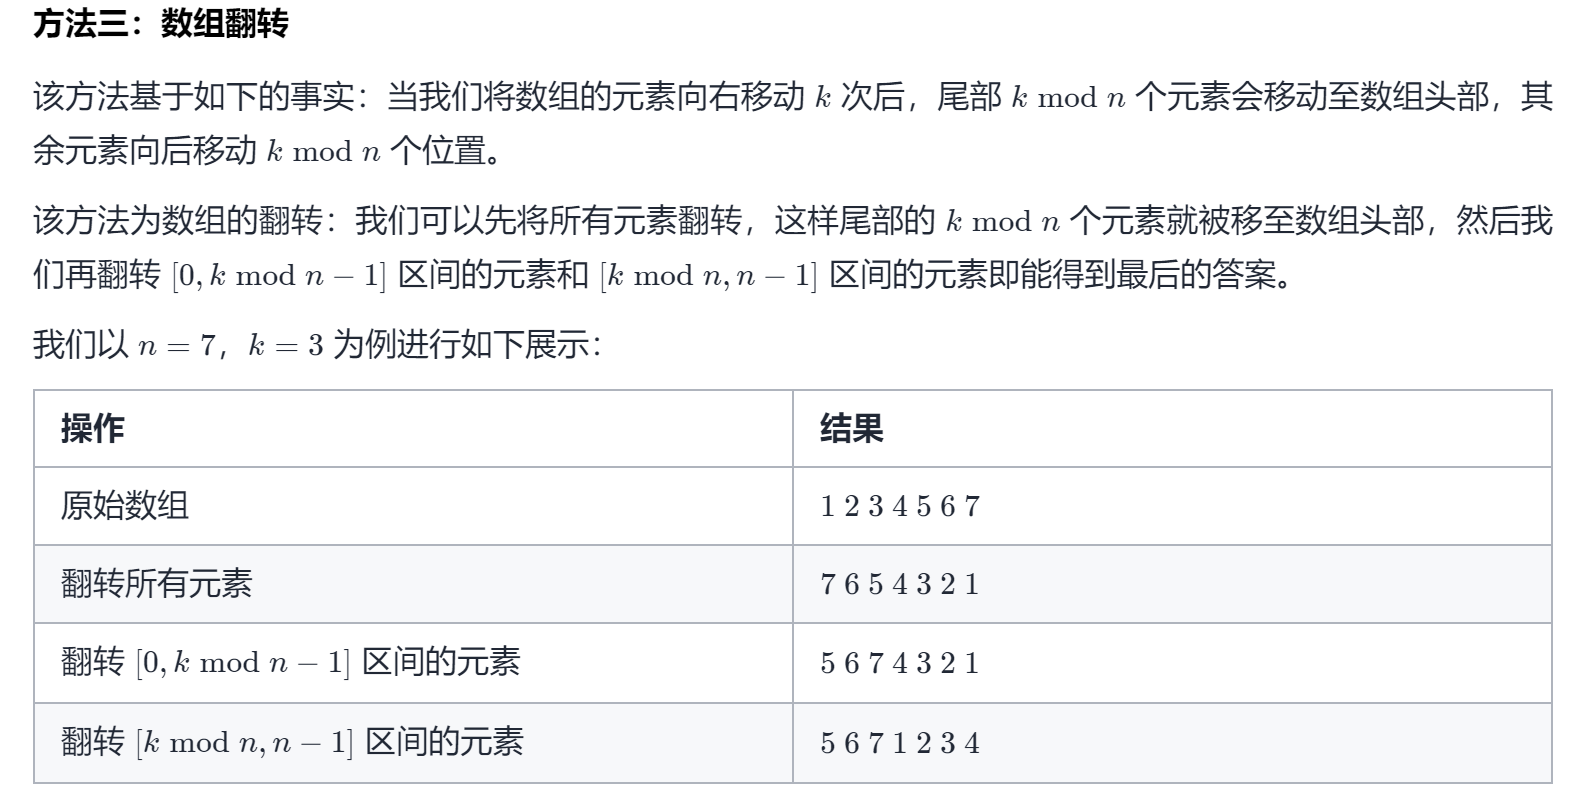 方法三：数组翻转
该方法基于如下的事实：当我们将数组的元素向右移动 k 次后，尾部 k mod n 个元素会移动至数组头部，其
余元素向后移动 k mod n 个位置。
该方法为数组的翻转：我们可以先将所有元素翻转，这样尾部的 k mod n 个元素就被移至数组头部，然后我
们再翻转 [0, k mod n − 1] 区间的元素和 [k mod n, n − 1] 区间的元素即能得到最后的答案。
我们以 n = 7，k = 3 为例进行如下展示：
操作 结果
原始数组 1 2 3 4 5 6 7
翻转所有元素 7 6 5 4 3 2 1
翻转 [0, k mod n − 1] 区间的元素 5 6 7 4 3 2 1
翻转 [k mod n, n − 1] 区间的元素 5 6 7 1 2 3 4